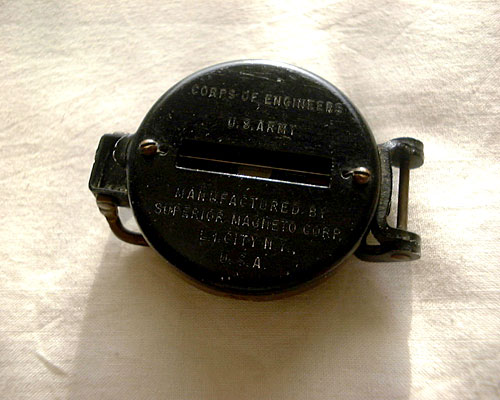 CORPS OF ENGINEERS
U.S. ARMY
MANUFACTURED BY
SUPERIOR MAGNETO CORP.
L.I. CITY N.Y.
U.S.A.